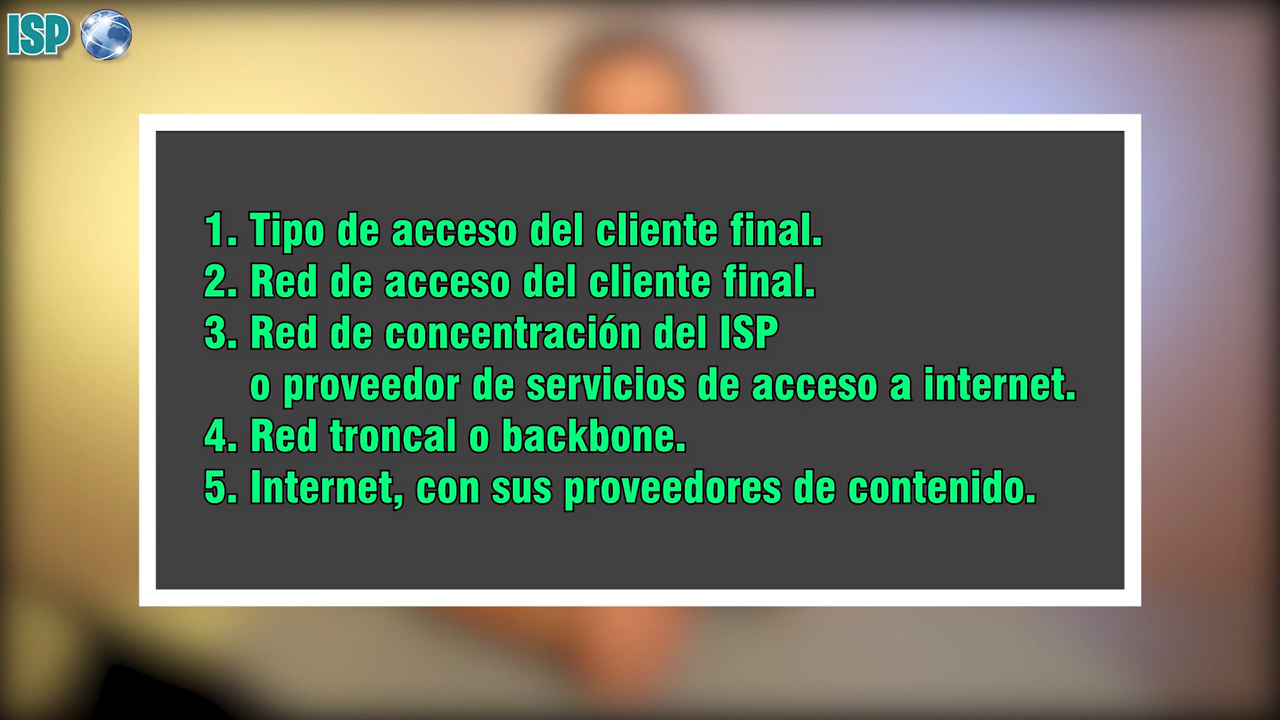 ISP
1. Tipo de acceso del cliente final.
2. Red de acceso del cliente final.
3. Red de concentración del ISP
o proveedor de servicios de acceso a internet.
4. Red troncal o backbone.
5. Internet, con sus proveedores de contenido.